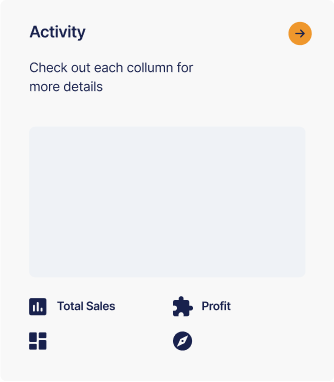 Activity
Check out each collumn for
more details
Total Sales
Profit